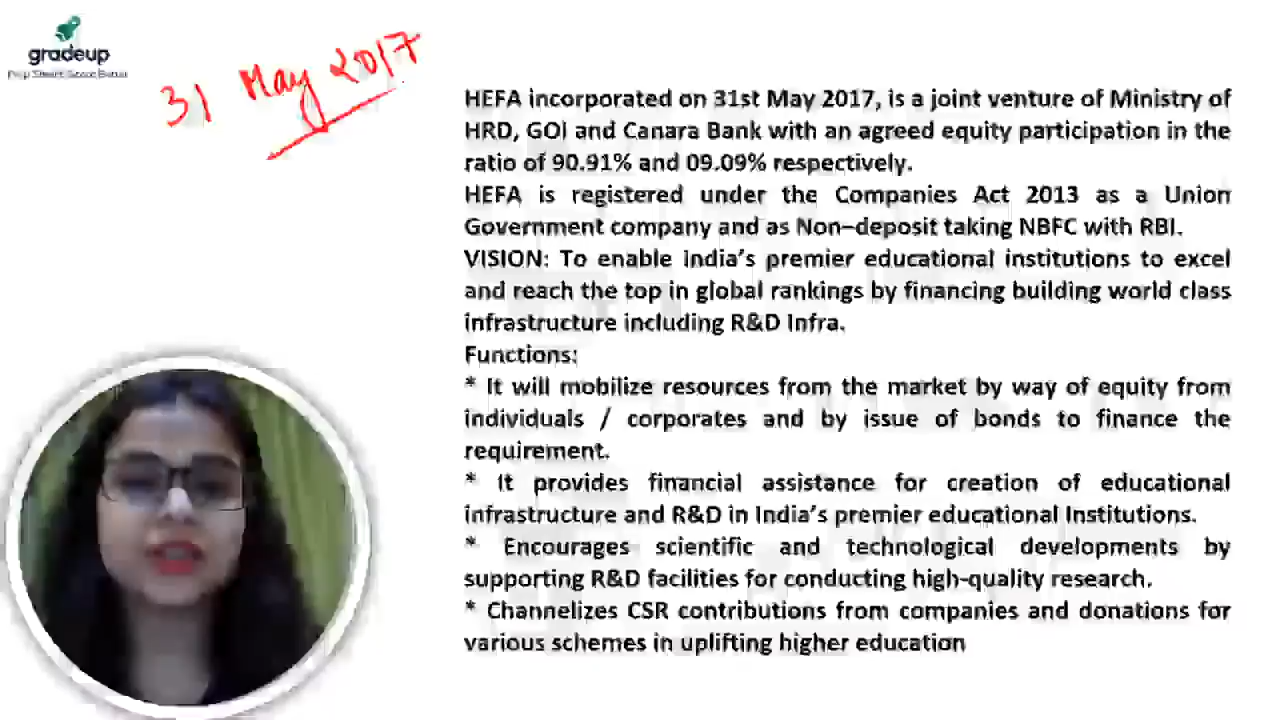 gradeup
Prep Smart. Score Better
31 May 2017
HEFA incorporated on 31st May 2017, is a joint venture of Ministry of
HRD, GOI and Canara Bank with an agreed equity participation in the
ratio of 90.91% and 09.09% respectively.
HEFA is registered under the Companies Act 2013 as a Union
Government company and as Non–deposit taking NBFC with RBI.
VISION: To enable India’s premier educational institutions to excel
and reach the top in global rankings by financing building world class
infrastructure including R&D Infra.
Functions:
* It will mobilize resources from the market by way of equity from
individuals / corporates and by issue of bonds to finance the
requirement.
* It provides financial assistance for creation of educational
infrastructure and R&D in India’s premier educational Institutions.
* Encourages scientific and technological developments by
supporting R&D facilities for conducting high-quality research.
* Channelizes CSR contributions from companies and donations for
various schemes in uplifting higher education